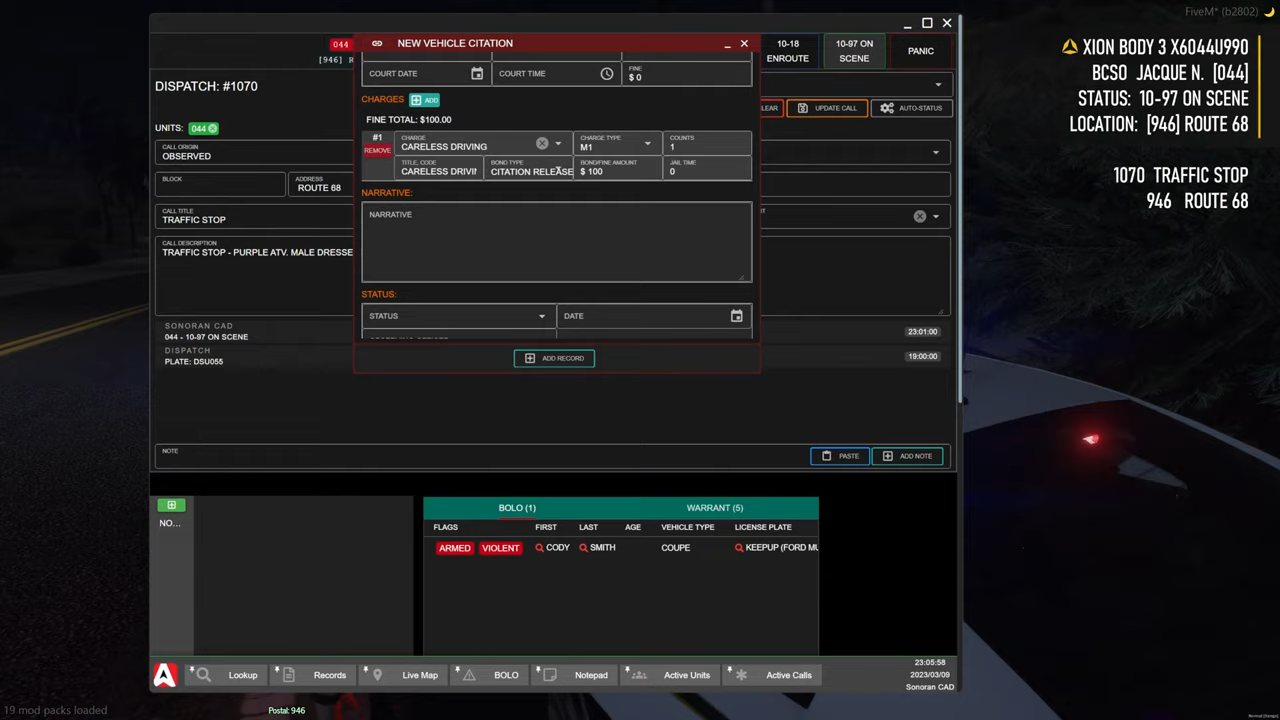 FiveM* (b2802)
XION BODY 3 X6044U990
BCSO JACQUE N. [044]
STATUS: 10-97 ON SCENE
LOCATION: [946] ROUTE 68
1070 TRAFFIC STOP
946 ROUTE 68
044
[946] R
NEW VEHICLE CITATION
10-18
ENROUTE
10-97 ON
SCENE
PANIC
DISPATCH: #1070
COURT DATE
COURT TIME
FINE
$ 0
UPDATE CALL
AUTO-STATUS
CHARGES
ADD
FINE TOTAL: $100.00
UNITS: 044
#1
REMOVE
CHARGE
CARELESS DRIVING
CHARGE TYPE
M1
COUNTS
1
TITLE, CODE
BOND TYPE
CITATION RELEASE
BOND/FINE AMOUNT
$ 100
JAIL TIME
0
CALL ORIGIN
OBSERVED
BLOCK
ADDRESS
ROUTE 68
NARRATIVE:
NARRATIVE
CALL TITLE
TRAFFIC STOP
CALL DESCRIPTION
TRAFFIC STOP - PURPLE ATV. MALE DRESSE
STATUS:
STATUS
DATE
SONORAN CAD
044 - 10-97 ON SCENE
23:01:00
DISPATCH
PLATE: DSU055
19:00:00
ADD RECORD
NOTE
PASTE
ADD NOTE
NO...
BOLO (1)
WARRANT (5)
FLAGS
FIRST
LAST
AGE
VEHICLE TYPE
LICENSE PLATE
ARMED
VIOLENT
CODY
SMITH
COUPE
KEEPUP (FORD MU
Lookup
Records
Live Map
BOLO
Notepad
Active Units
Active Calls
23:05:58
2023/03/09
Sonoran CAD
19 mod packs loaded
Postal: 946